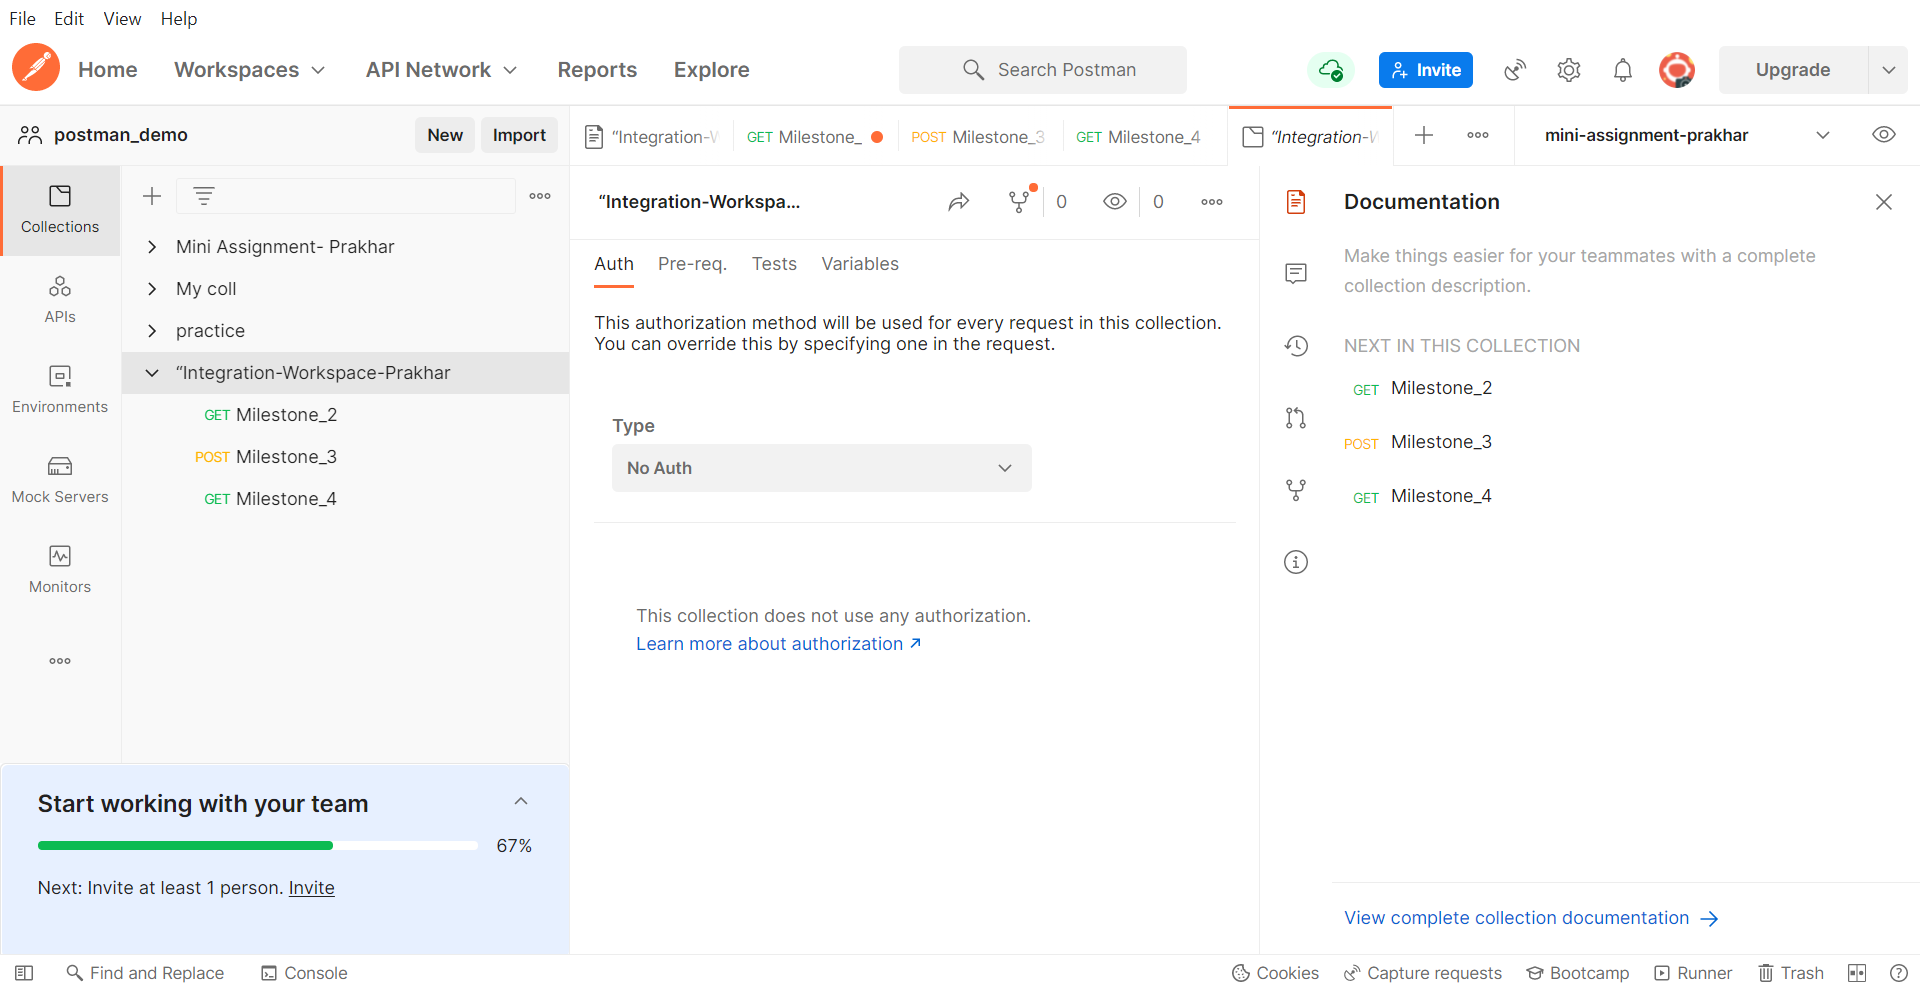 File Edit View Help
Home Workspaces API Network Reports Explore Search Postman Invite Upgrade
postman_demo New Import
“Integration-W GET Milestone_ POST Milestone_3 GET Milestone_4 “Integration-W mini-assignment-prakhar
Collections
APIs
Environments
Mock Servers
Monitors
Mini Assignment- Prakhar
My coll
practice
“Integration-Workspace-Prakhar
GET Milestone_2
POST Milestone_3
GET Milestone_4
Start working with your team
67%
Next: Invite at least 1 person. Invite
“Integration-Workspa... 0 0
Auth Pre-req. Tests Variables
This authorization method will be used for every request in this collection.
You can override this by specifying one in the request.
Type
No Auth
This collection does not use any authorization.
Learn more about authorization
Documentation
Make things easier for your teammates with a complete
collection description.
NEXT IN THIS COLLECTION
GET Milestone_2
POST Milestone_3
GET Milestone_4
View complete collection documentation
Find and Replace Console Cookies Capture requests Bootcamp Runner Trash